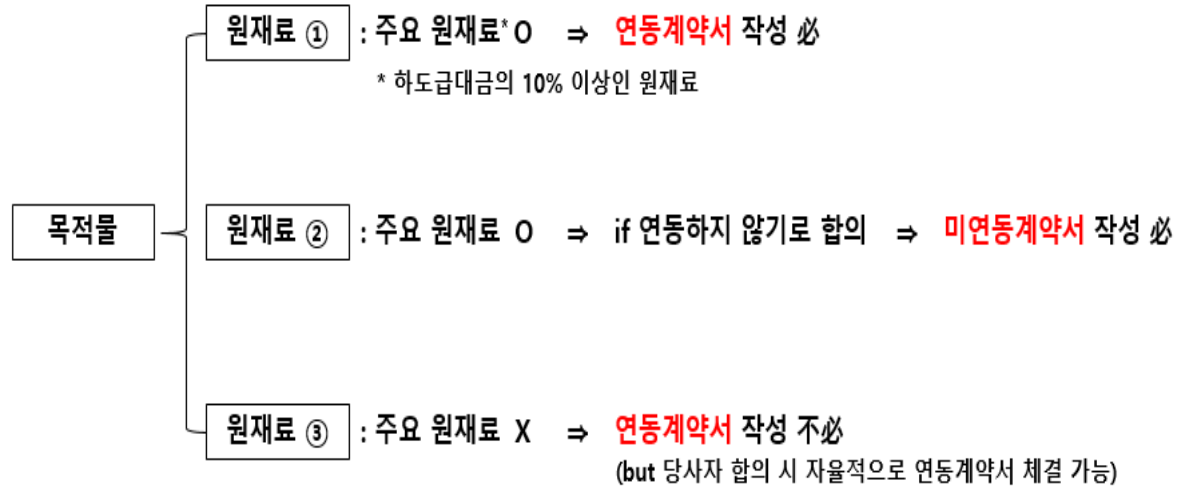 원재료 ① : 주요 원재료* O ⇒ 연동계약서 작성 必
* 하도급대금의 10% 이상인 원재료
목적물
원재료 ② : 주요 원재료 O ⇒ if 연동하지 않기로 합의 ⇒ 미연동계약서 작성 必
원재료 ③ : 주요 원재료 X ⇒ 연동계약서 작성 不必
(but 당사자 합의 시 자율적으로 연동계약서 체결 가능)